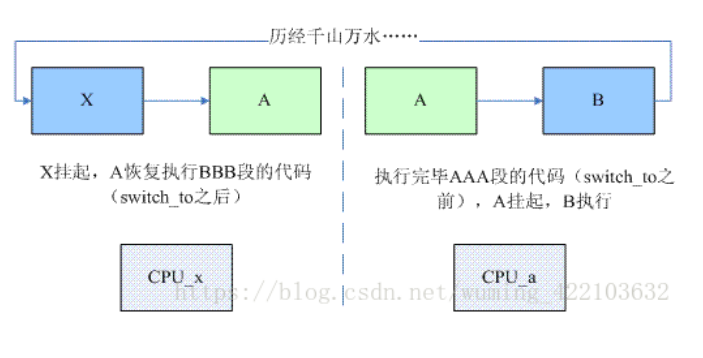 历经千山万水……
X
A
A
B
X挂起，A恢复执行BBB段的代码
（switch_to之后）
执行完毕AAA段的代码（switch_to之
前），A挂起，B执行
CPU_x
CPU_a
https://blog.csdn.net/wuming_422103632